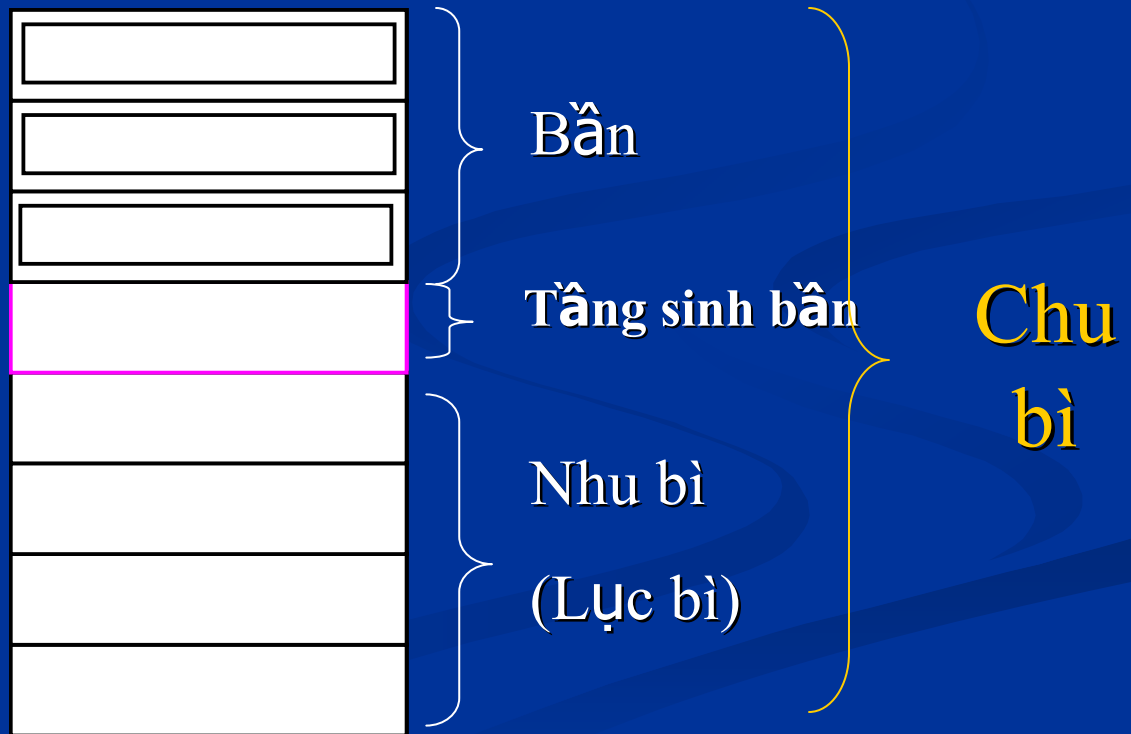 Bần
Tầng sinh bần
Chu
bì
Nhu bì
(Lục bì)